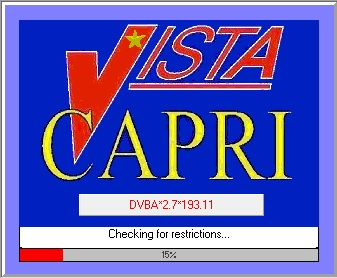 VISTA
CAPRI
DVBA*2.7*193.11
Checking for restrictions...
15%